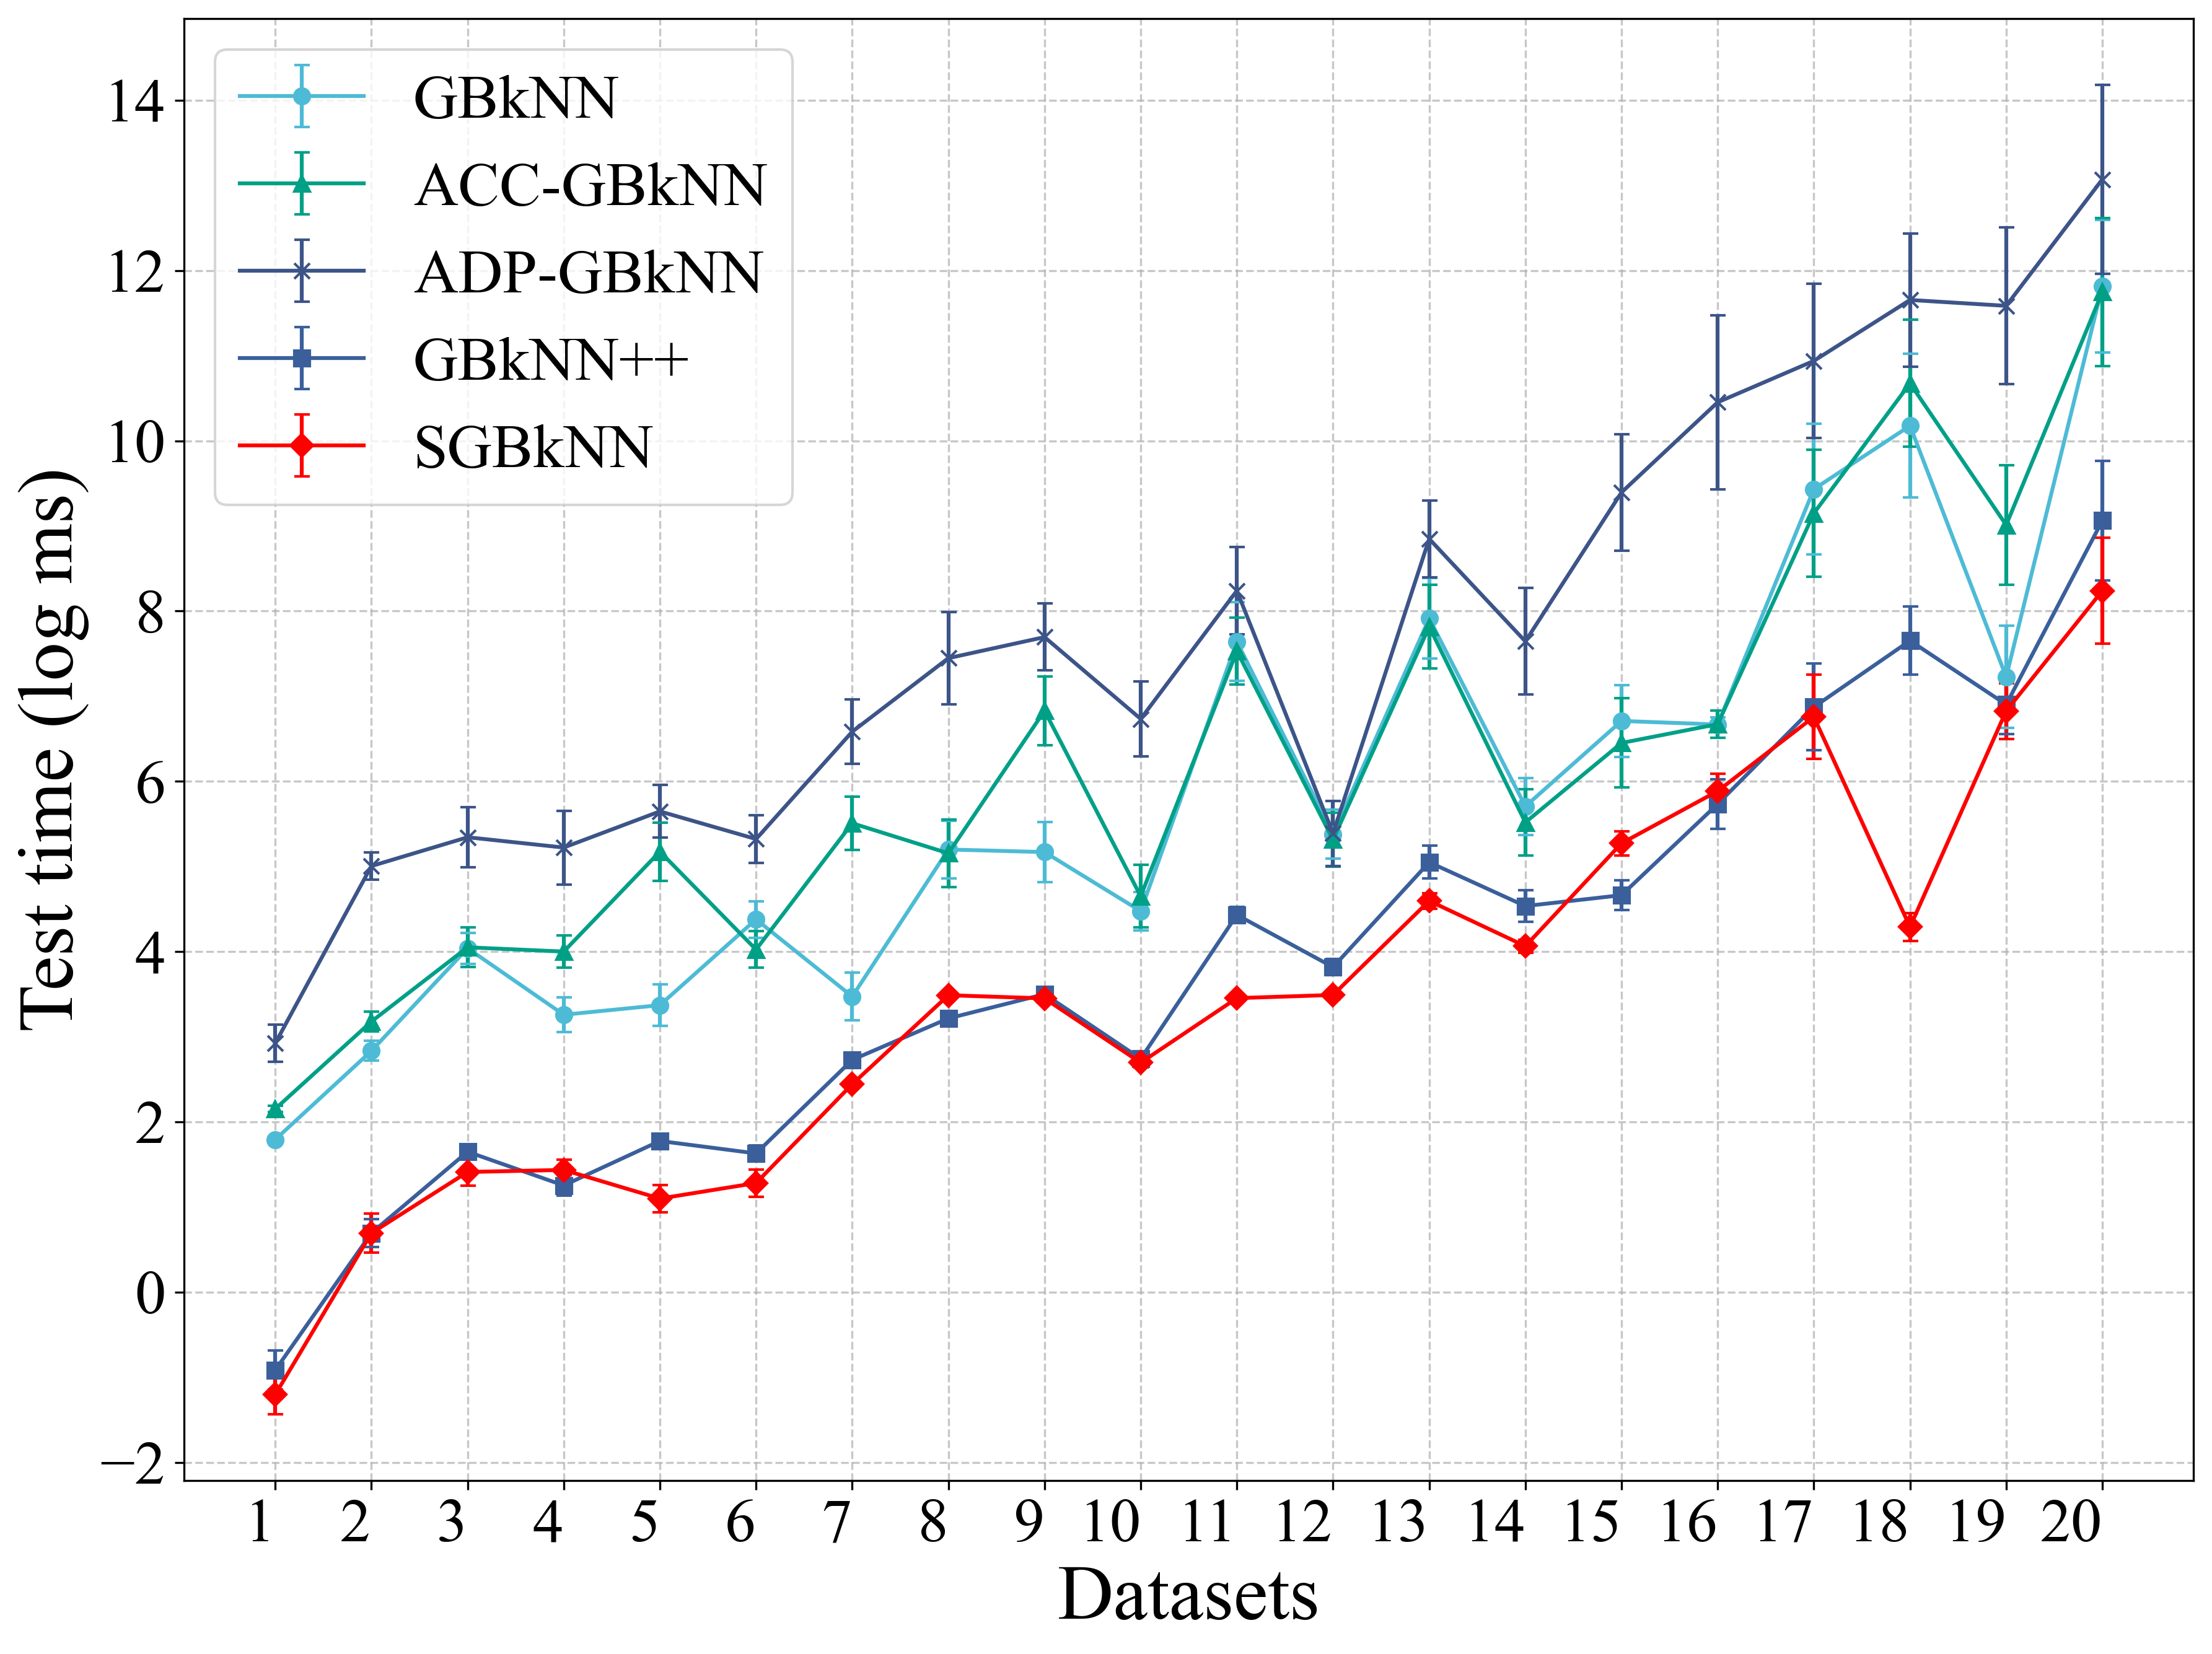 GBkNN
ACC-GBkNN
ADP-GBkNN
GBkNN++
SGBkNN
Test time (log ms)
14
12
10
8
6
4
2
0
−2
1 2 3 4 5 6 7 8 9 10 11 12 13 14 15 16 17 18 19 20
Datasets